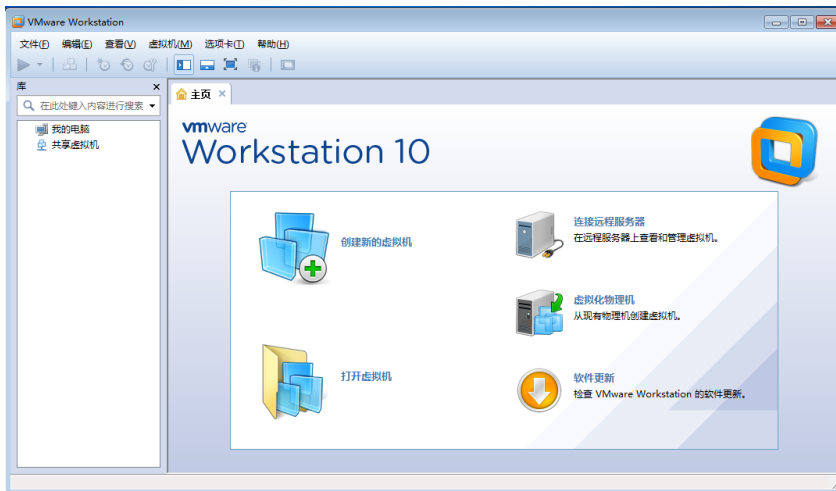 VMware Workstation
文件(F) 编辑(E) 查看(V) 虚拟机(M) 选项卡(T) 帮助(H)
库
在此处键入内容进行搜索
我的电脑
共享虚拟机
主页
vmware
Workstation 10
创建新的虚拟机
打开虚拟机
连接远程服务器
在远程服务器上查看和管理虚拟机。
虚拟化物理机
从现有物理机创建虚拟机。
软件更新
检查 VMware Workstation 的软件更新。